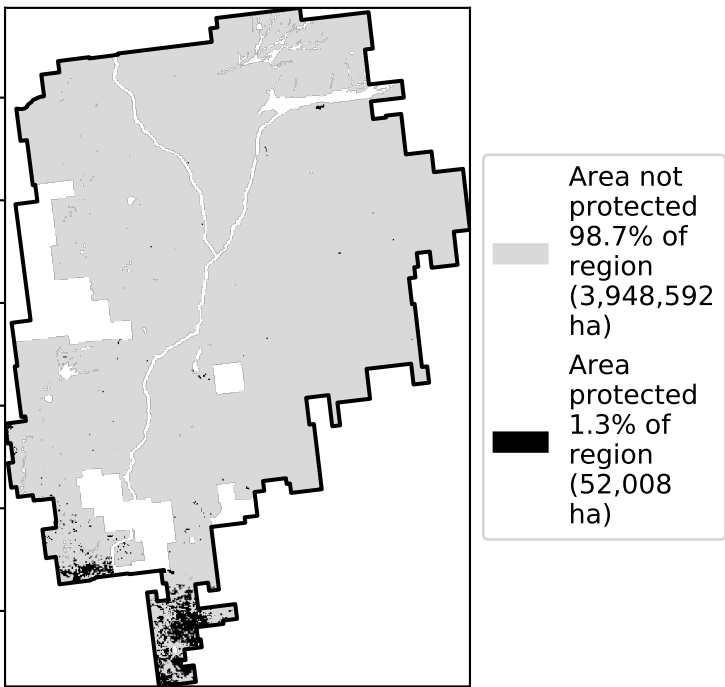 Area not
protected
98.7% of
region
(3,948,592
ha)
Area
protected
1.3% of
region
(52,008
ha)